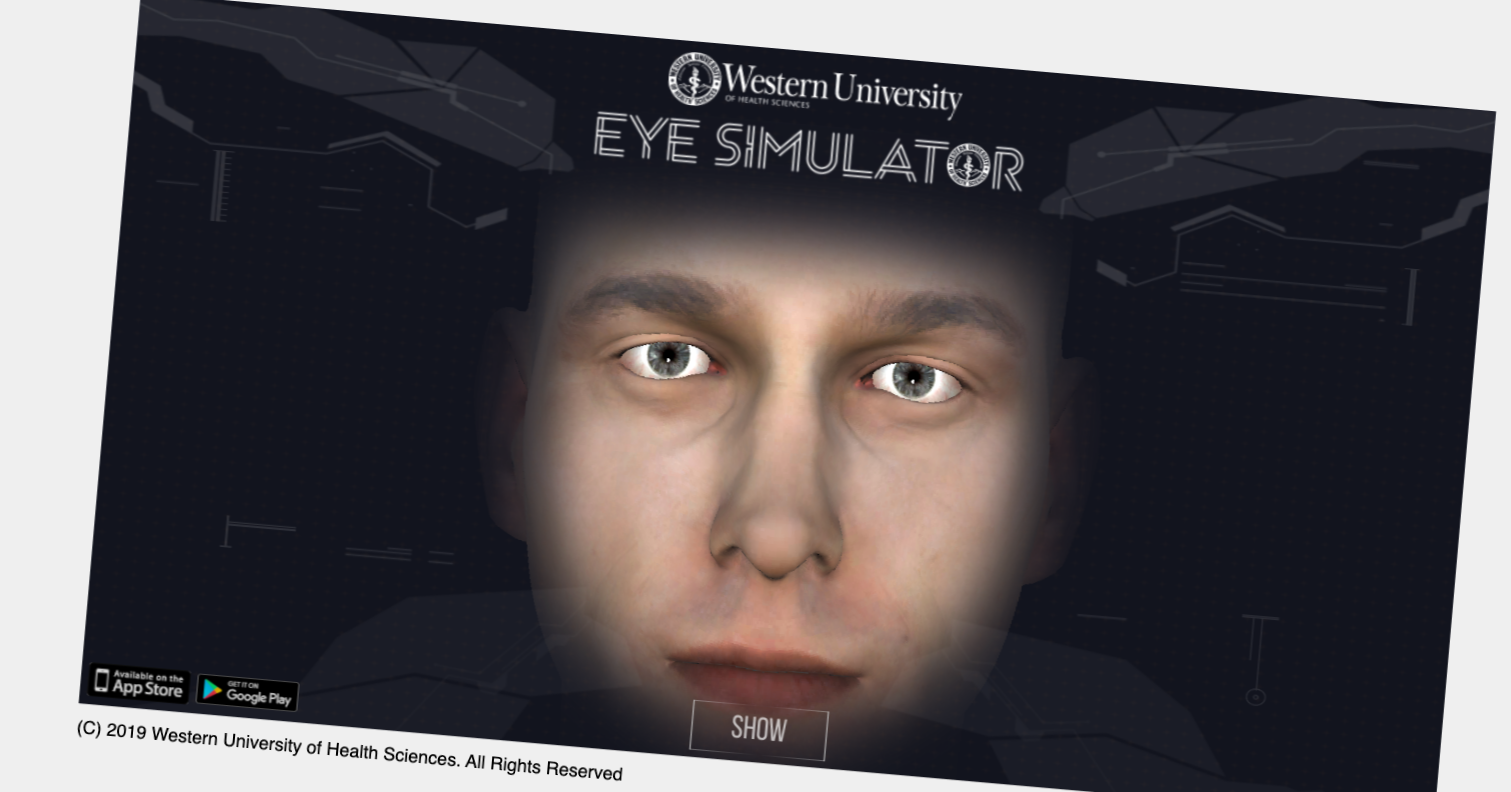 Western University
OF HEALTH SCIENCES
EYE SIMULATOR
Available on the
App Store
GET IT ON
Google Play
SHOW
(C) 2019 Western University of Health Sciences. All Rights Reserved